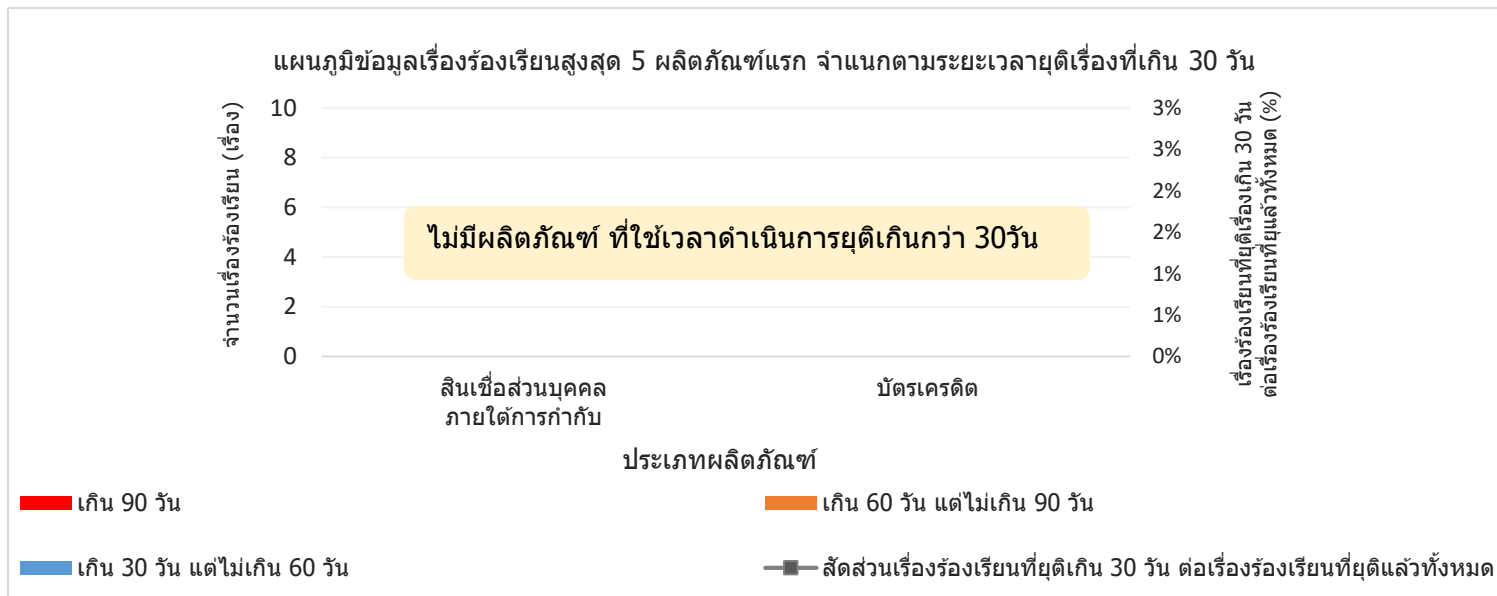 แผนภูมิข้อมูลเรื่องร้องเรียนสูงสุด 5 ผลิตภัณฑ์แรก จำแนกตามระยะเวลายุติเรื่องที่เกิน 30 วัน
จำนวนเรื่องร้องเรียน (เรื่อง)
10
8
6
4
2
0
ไม่มีผลิตภัณฑ์ ที่ใช้เวลาดำเนินการยุติเกินกว่า 30วัน
3%
3%
2%
2%
1%
1%
0%
เรื่องร้องเรียนที่ยุติเรื่องเกิน 30 วัน
ต่อเรื่องร้องเรียนที่ยุแล้วทั้งหมด (%)
สินเชื่อส่วนบุคคล
ภายใต้การกำกับ
บัตรเครดิต
ประเภทผลิตภัณฑ์
เกิน 90 วัน
เกิน 60 วัน แต่ไม่เกิน 90 วัน
เกิน 30 วัน แต่ไม่เกิน 60 วัน
สัดส่วนเรื่องร้องเรียนที่ยุติเกิน 30 วัน ต่อเรื่องร้องเรียนที่ยุติแล้วทั้งหมด